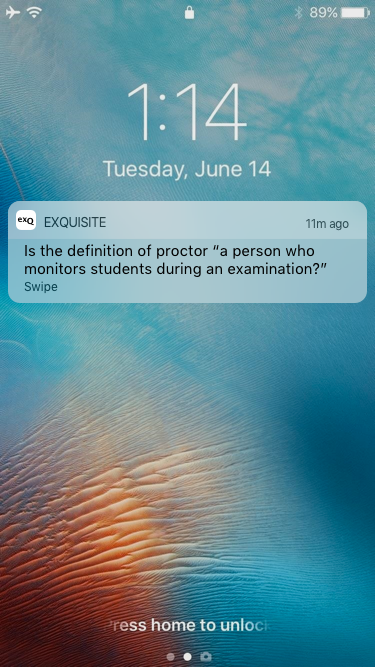 89%
1:14
Tuesday, June 14
exQ EXQUISITE 11m ago
Is the definition of proctor “a person who
monitors students during an examination?”
Swipe
ress home to unloc